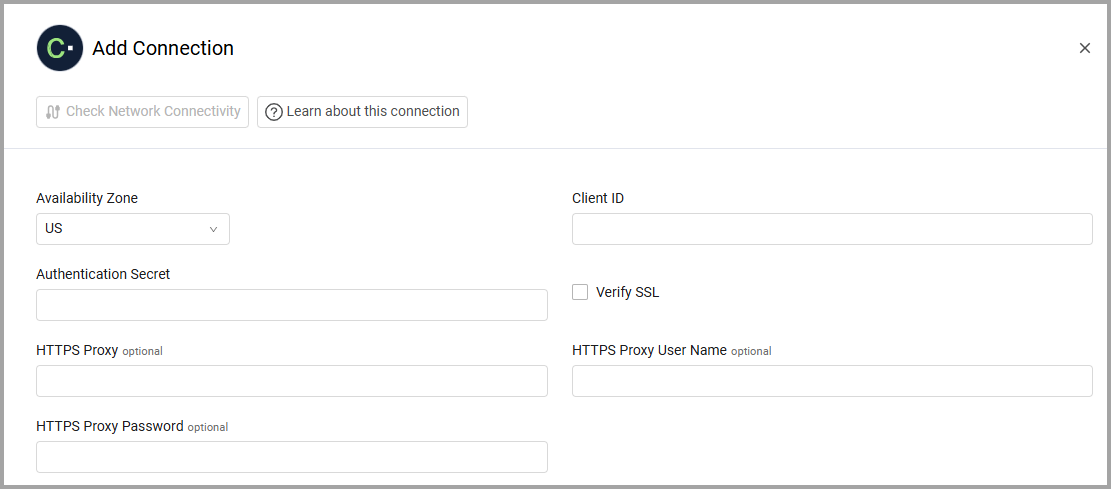 C
Add Connection
Check Network Connectivity
Learn about this connection
Availability Zone
Client ID
US
Authentication Secret
Verify SSL
HTTPS Proxy optional
HTTPS Proxy User Name optional
HTTPS Proxy Password optional